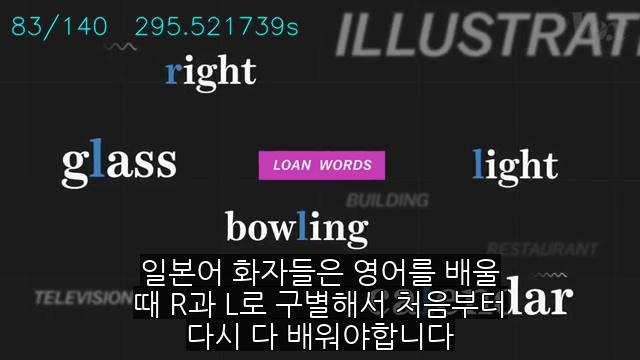 83/140 295.521739s
ILLUSTRAT
right
glass
LOAN WORDS
light
BUILDING
bowling
RESTAURANT
일본어 화자들은 영어를 배울
TELEVISION
때 R과 L로 구별해서 처음부터
다시 다 배워야합니다